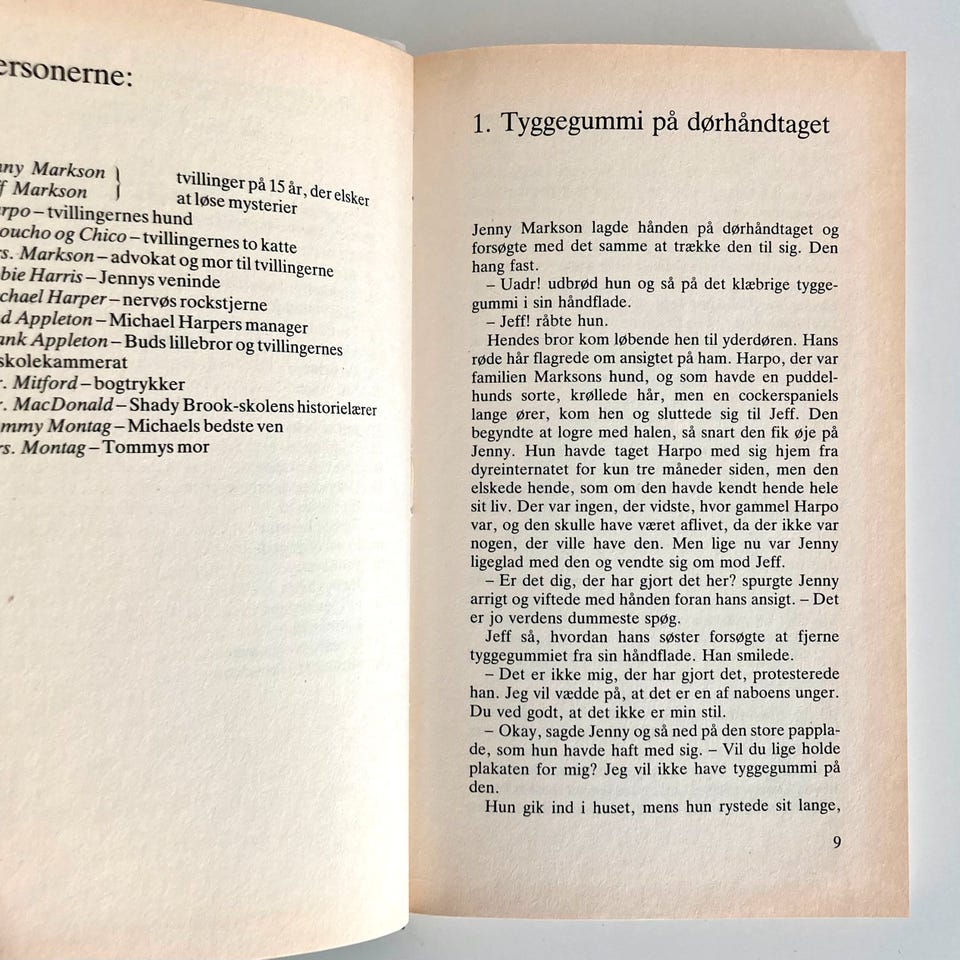 ersonerne:
nny Markson } tvillinger på 15 år, der elsker
f Markson } at løse mysterier
rpo – tvillingernes hund
oucho og Chico – tvillingernes to katte
rs. Markson – advokat og mor til tvillingerne
bie Harris – Jennys veninde
chael Harper – nervøs rockstjerne
d Appleton – Michael Harpers manager
ank Appleton – Buds lillebror og tvillingernes
skolekammerat
r. Mitford – bogtrykker
r. MacDonald – Shady Brook-skolens historielærer
mmy Montag – Michaels bedste ven
rs. Montag – Tommys mor
1. Tyggegummi på dørhåndtaget
Jenny Markson lagde hånden på dørhåndtaget og
forsøgte med det samme at trække den til sig. Den
hang fast.
– Uadr! udbrød hun og så på det klæbrige tygge-
gummi i sin håndflade.
– Jeff! råbte hun.
Hendes bror kom løbende hen til yderdøren. Hans
røde hår flagrede om ansigtet på ham. Harpo, der var
familien Marksons hund, og som havde en puddel-
hunds sorte, krøllede hår, men en cockerspaniels
lange ører, kom hen og sluttede sig til Jeff. Den
begyndte at logre med halen, så snart den fik øje på
Jenny. Hun havde taget Harpo med sig hjem fra
dyreinternatet for kun tre måneder siden, men den
elskede hende, som om den havde kendt hende hele
sit liv. Der var ingen, der vidste, hvor gammel Harpo
var, og den skulle have været aflivet, da der ikke var
nogen, der ville have den. Men lige nu var Jenny
ligeglad med den og vendte sig om mod Jeff.
– Er det dig, der har gjort det her? spurgte Jenny
arrigt og viftede med hånden foran hans ansigt. – Det
er jo verdens dummeste spøg.
Jeff så, hvordan hans søster forsøgte at fjerne
tyggegummiet fra sin håndflade. Han smilede.
– Det er ikke mig, der har gjort det, protesterede
han. Jeg vil vædde på, at det er en af naboens unger.
Du ved godt, at det ikke er min stil.
– Okay, sagde Jenny og så ned på den store pappla-
de, som hun havde haft med sig. – Vil du lige holde
plakaten for mig? Jeg vil ikke have tyggegummi på
den.
Hun gik ind i huset, mens hun rystede sit lange,
9